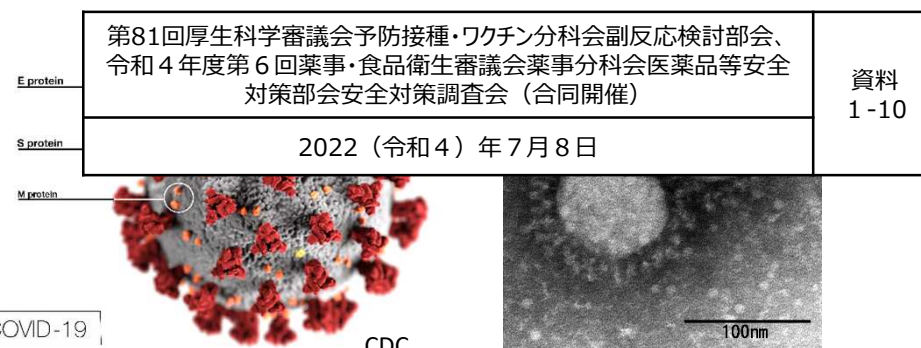 第81回厚生科学審議会予防接種・ワクチン分科会副反応検討部会、
令和４年度第６回薬事・食品衛生審議会薬事分科会医薬品等安全
対策部会安全対策調査会（合同開催）
資料
１-10
2022（令和４）年７月８日
E protein
S protein
M protein
COVID-19
CDC
100nm